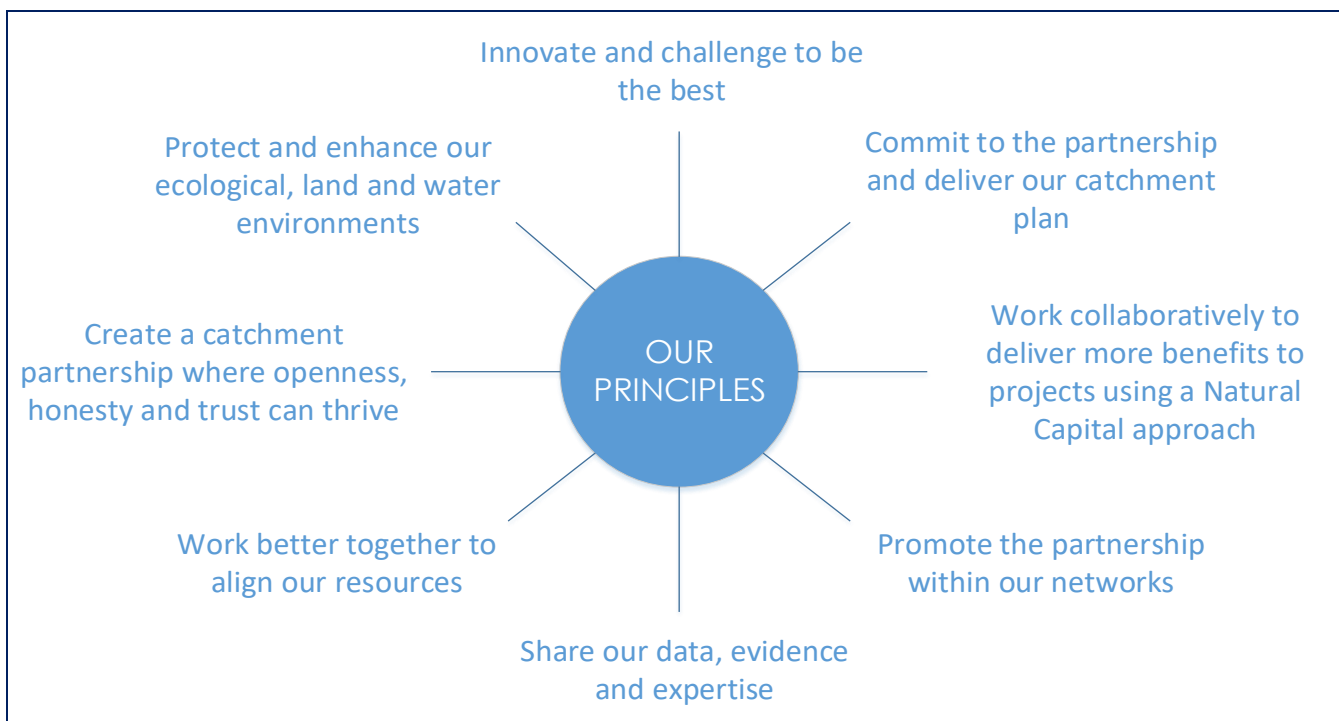 Innovate and challenge to be
the best
Commit to the partnership
and deliver our catchment
plan
Work collaboratively to
deliver more benefits to
projects using a Natural
Capital approach
Promote the partnership
within our networks
Share our data, evidence
and expertise
Work better together to
align our resources
Create a catchment
partnership where openness,
honesty and trust can thrive
Protect and enhance our
ecological, land and water
environments
OUR
PRINCIPLES